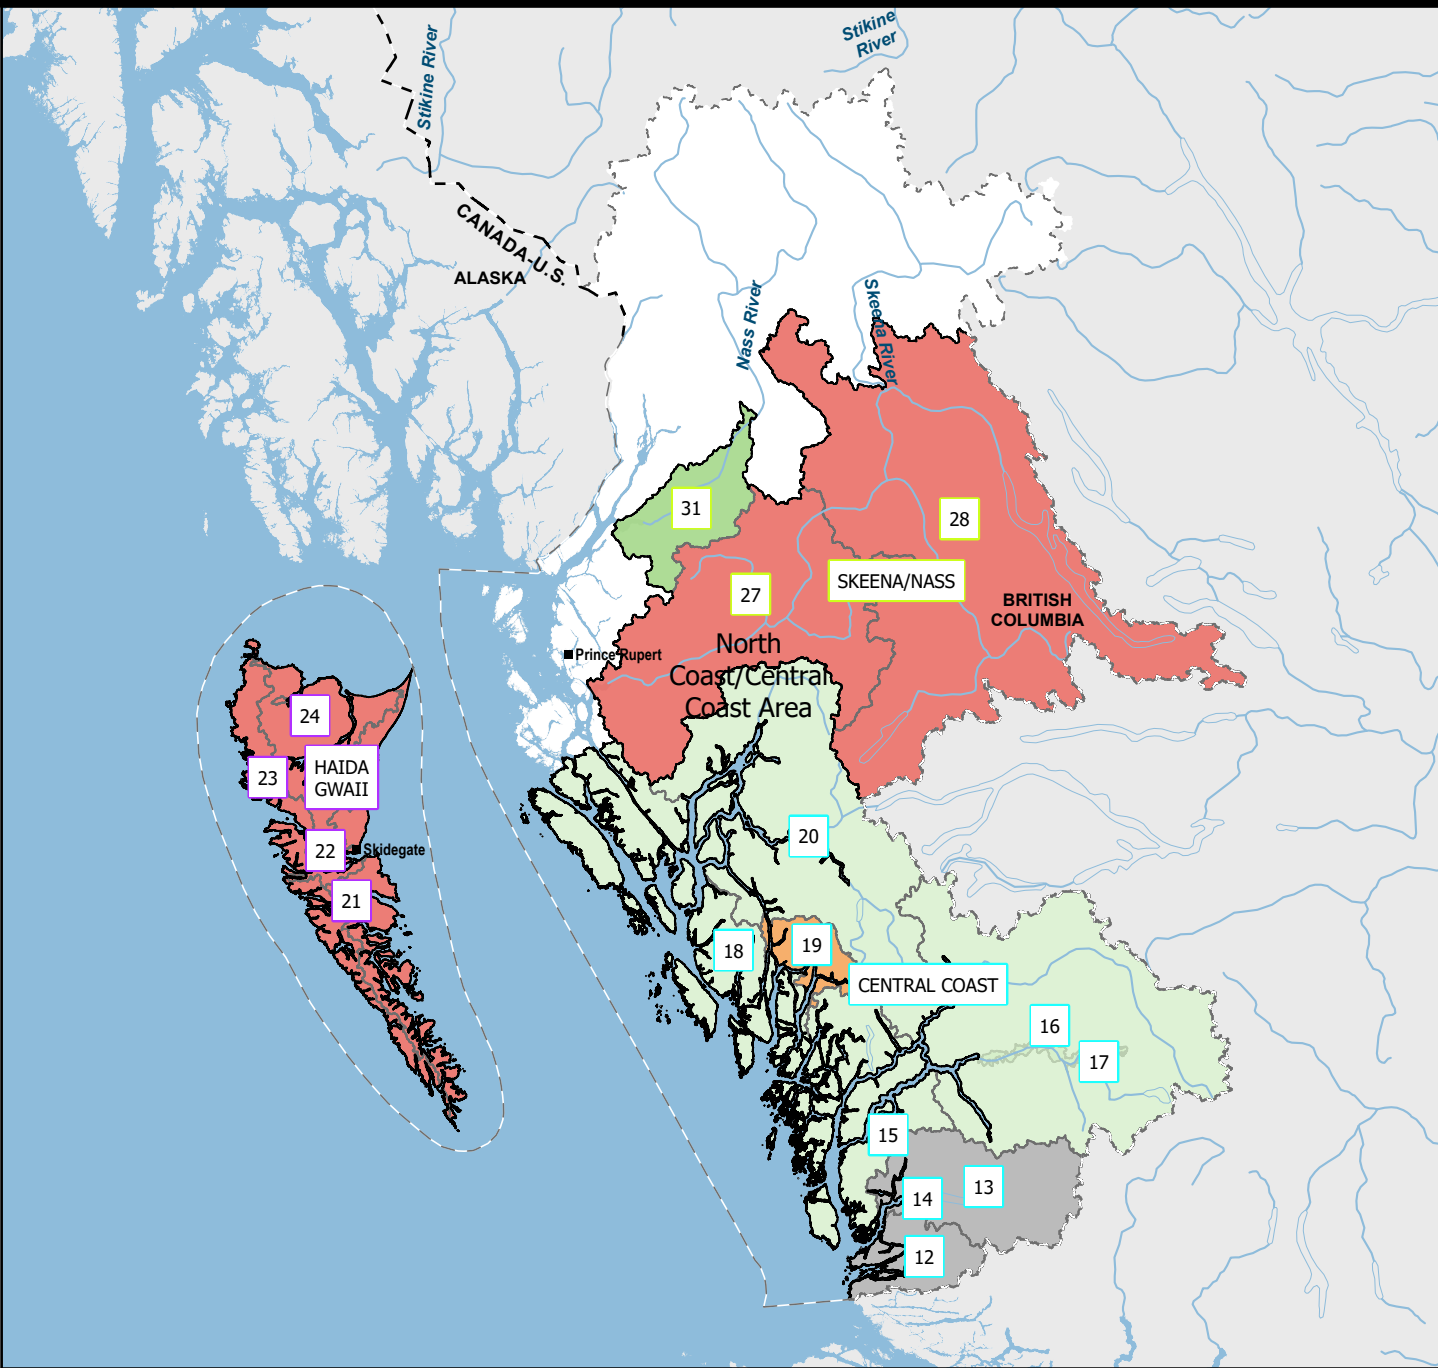 Stikine
River
Stikine River
CANADA-U.S.
ALASKA
Nass River
Skeena River
31
28
27
SKEENA/NASS
BRITISH
COLUMBIA
North
Coast/Central
Coast Area
Prince Rupert
24
23
HAIDA
GWAII
22
Skidegate
21
20
18
19
CENTRAL COAST
16
17
15
13
14
12